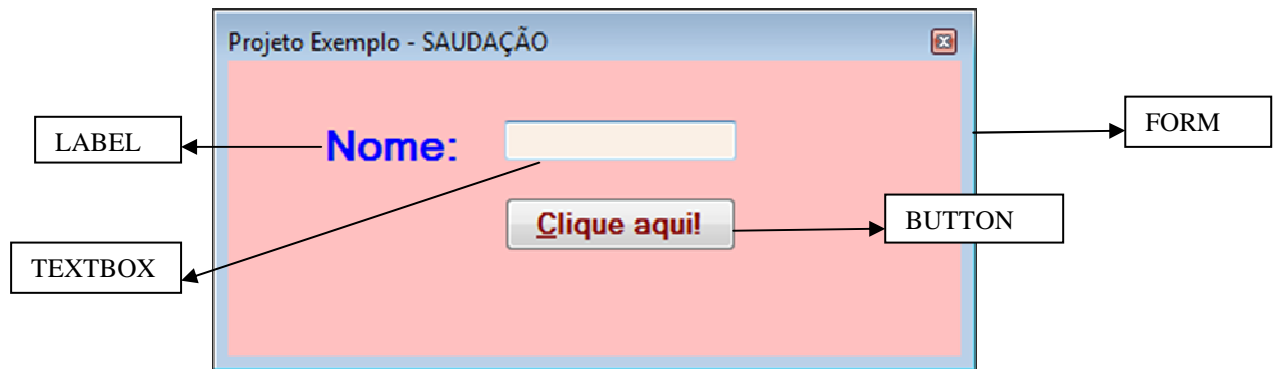 Projeto Exemplo - SAUDAÇÃO
FORM
LABEL
Nome:
BUTTON
Clique aqui!
TEXTBOX